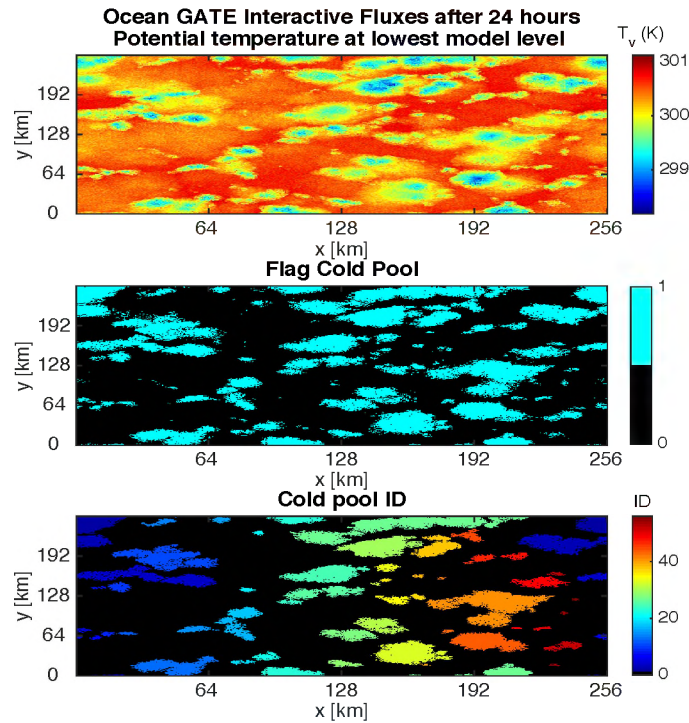 Ocean GATE Interactive Fluxes after 24 hours
Potential temperature at lowest model level
T_v (K)
301
300
299
192
128
64
0
y [km]
64
128
192
256
x [km]
Flag Cold Pool
1
0
192
128
64
0
y [km]
64
128
192
256
x [km]
Cold pool ID
ID
40
20
0
192
128
64
0
y [km]
64
128
192
256
x [km]